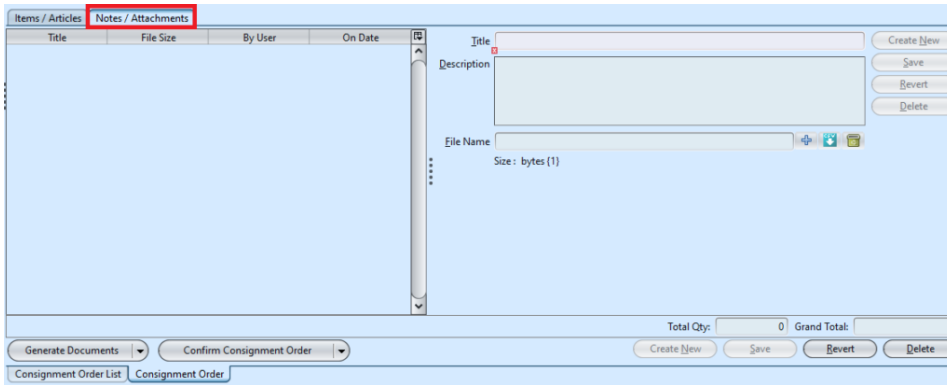 Items / Articles Notes / Attachments
Title File Size By User On Date
Title
Create New
Description
Save
Revert
Delete
File Name
Size : bytes {1}
Total Qty: 0 Grand Total:
Generate Documents Confirm Consignment Order Create New Save Revert Delete
Consignment Order List Consignment Order